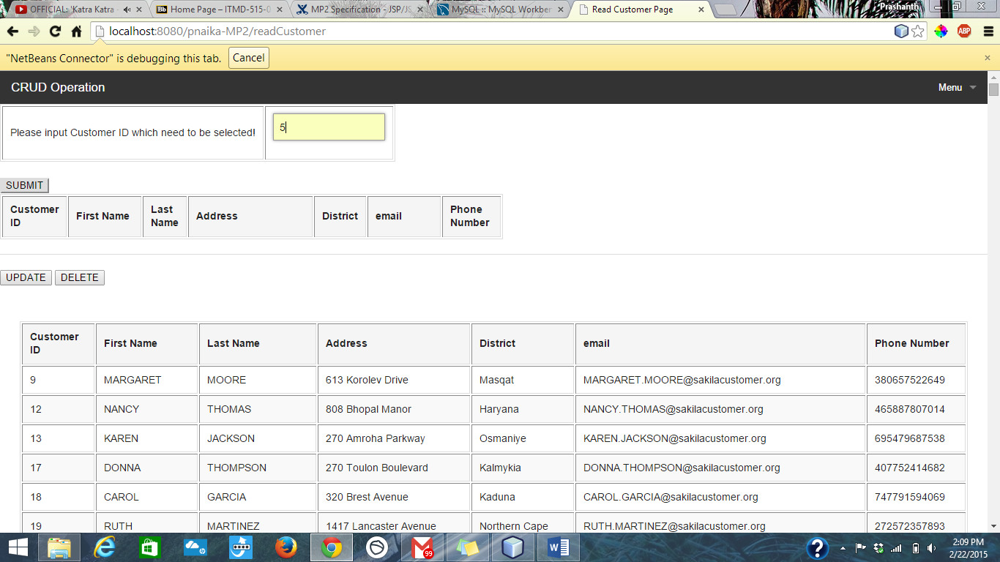 OFFICIAL: 'Katra Katra -
Home Page – ITMD-515-0
MP2 Specification - JSP/JS
MySQL :: MySQL Workben
Read Customer Page
Prashanth
localhost:8080/pnaika-MP2/readCustomer
ABP
"NetBeans Connector" is debugging this tab. Cancel
CRUD Operation Menu
Please input Customer ID which need to be selected! 5
SUBMIT
Customer ID First Name Last Name Address District email Phone Number
UPDATE DELETE
Customer ID First Name Last Name Address District email Phone Number
9 MARGARET MOORE 613 Korolev Drive Masqat MARGARET.MOORE@sakilacustomer.org 380657522649
12 NANCY THOMAS 808 Bhopal Manor Haryana NANCY.THOMAS@sakilacustomer.org 465887807014
13 KAREN JACKSON 270 Amroha Parkway Osmaniye KAREN.JACKSON@sakilacustomer.org 695479687538
17 DONNA THOMPSON 270 Toulon Boulevard Kalmykia DONNA.THOMPSON@sakilacustomer.org 407752414682
18 CAROL GARCIA 320 Brest Avenue Kaduna CAROL.GARCIA@sakilacustomer.org 747791594069
19 RUTH MARTINEZ 1417 Lancaster Avenue Northern Cape RUTH.MARTINEZ@sakilacustomer.org 272572357893
99
2:09 PM
2/22/2015